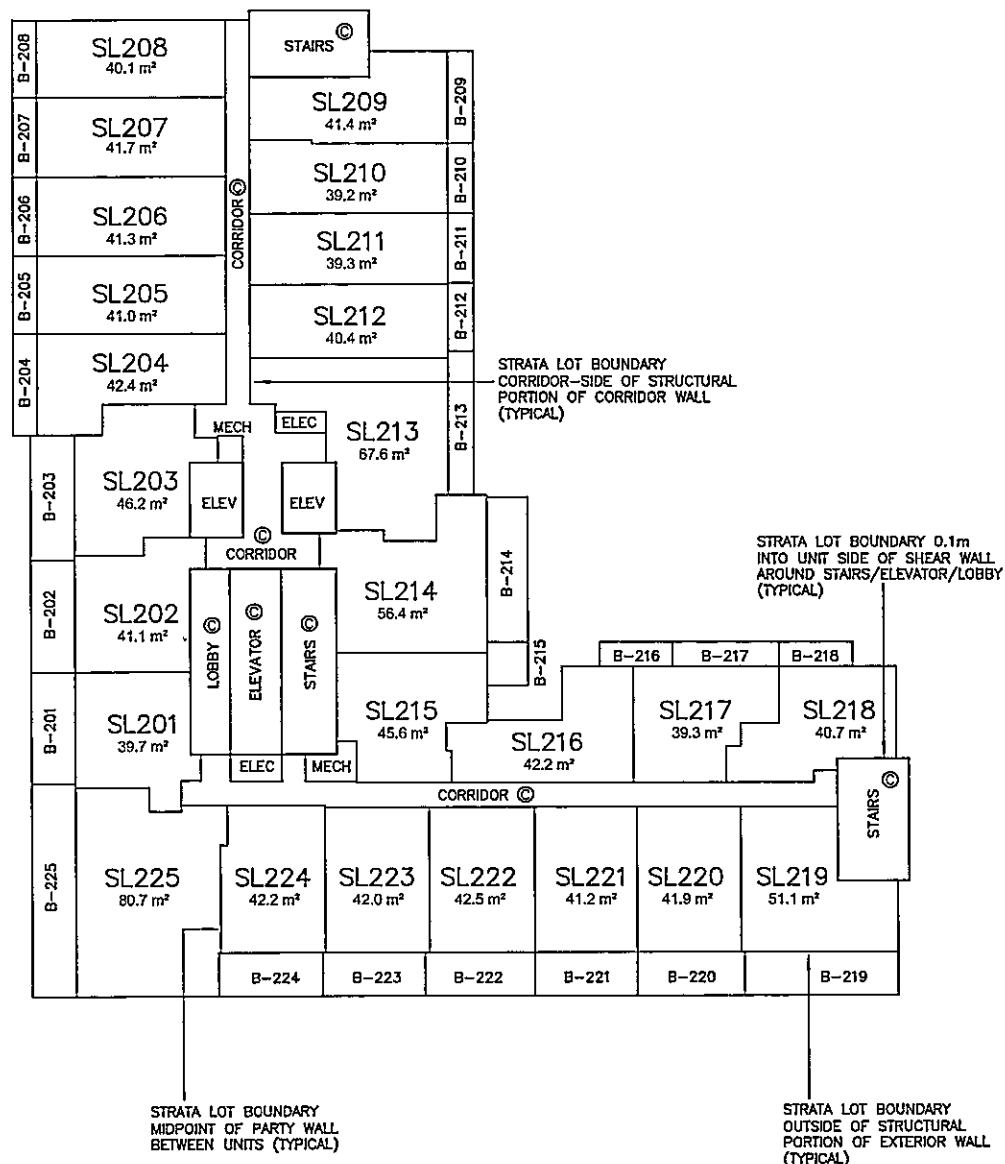 B-208
SL208
40.1 m²
STAIRS ©
B-207
SL207
41.7 m²
SL209
41.4 m²
B-209
B-206
SL206
41.3 m²
CORRIDOR ©
SL210
39.2 m²
B-210
B-205
SL205
41.0 m²
SL211
39.3 m²
B-211
B-204
SL204
42.4 m²
SL212
40.4 m²
B-212
STRATA LOT BOUNDARY
CORRIDOR-SIDE OF STRUCTURAL
PORTION OF CORRIDOR WALL
(TYPICAL)
MECH
ELEC
SL213
67.6 m²
B-213
B-203
SL203
46.2 m²
ELEV
ELEV
©
CORRIDOR
STRATA LOT BOUNDARY 0.1m
INTO UNIT SIDE OF SHEAR WALL
AROUND STAIRS/ELEVATOR/LOBBY
(TYPICAL)
B-202
SL202
41.1 m²
LOBBY ©
ELEVATOR ©
STAIRS ©
SL214
56.4 m²
B-214
B-215
B-216
B-217
B-218
B-201
SL201
39.7 m²
SL215
45.6 m²
SL216
42.2 m²
SL217
39.3 m²
SL218
40.7 m²
ELEC
MECH
CORRIDOR ©
STAIRS ©
B-225
SL225
80.7 m²
SL224
42.2 m²
SL223
42.0 m²
SL222
42.5 m²
SL221
41.2 m²
SL220
41.9 m²
SL219
51.1 m²
B-224
B-223
B-222
B-221
B-220
B-219
STRATA LOT BOUNDARY
MIDPOINT OF PARTY WALL
BETWEEN UNITS (TYPICAL)
STRATA LOT BOUNDARY
OUTSIDE OF STRUCTURAL
PORTION OF EXTERIOR WALL
(TYPICAL)